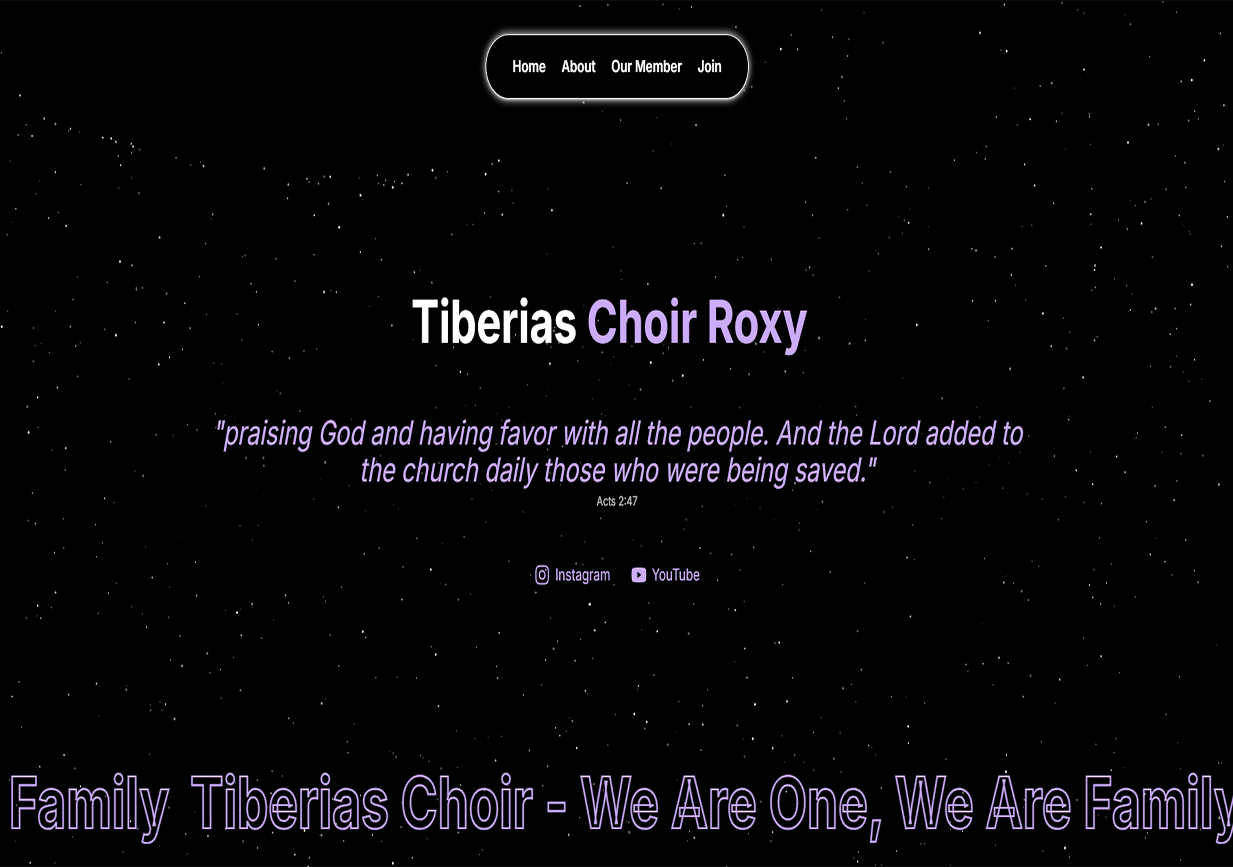 Home About Our Member Join
Tiberias Choir Roxy
"praising God and having favor with all the people. And the Lord added to
the church daily those who were being saved."
Acts 2:47
Instagram YouTube
Family Tiberias Choir - We Are One, We Are Family